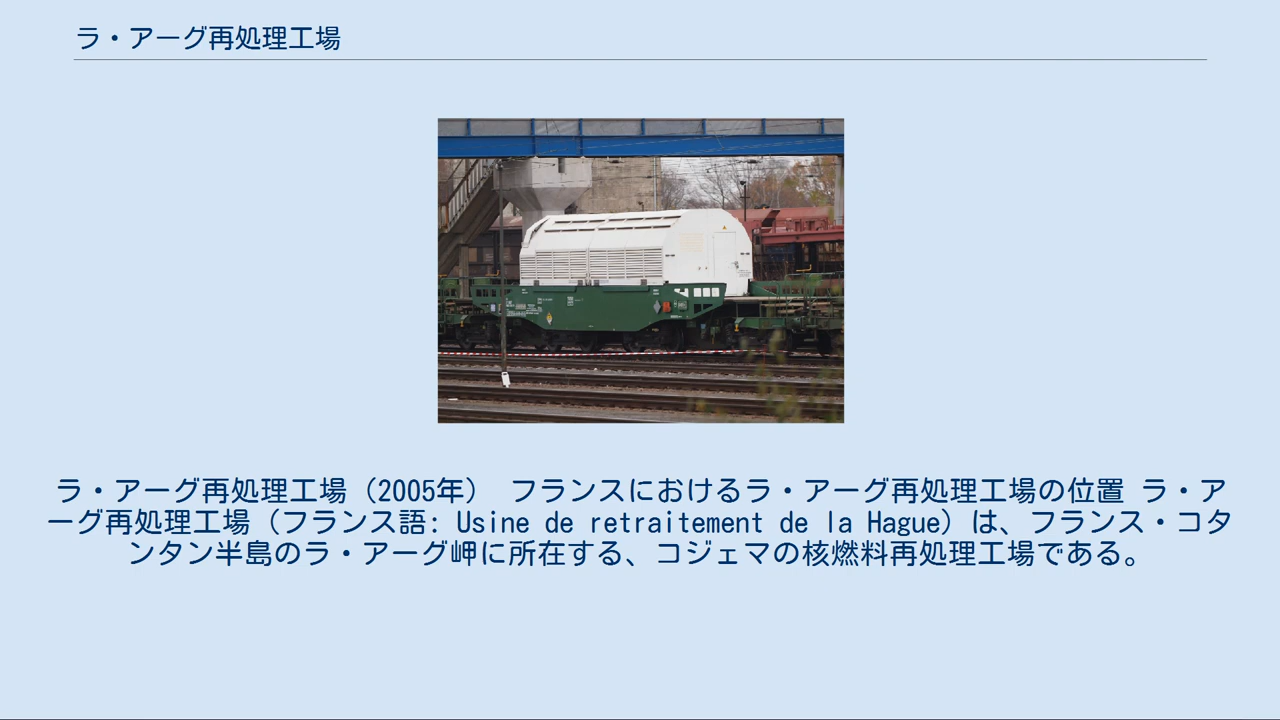 ラ・アーグ再処理工場
ラ・アーグ再処理工場（2005年） フランスにおけるラ・アーグ再処理工場の位置 ラ・ア
ーグ再処理工場（フランス語: Usine de retraitement de la Hague）は、フランス・コタ
ンタン半島のラ・アーグ岬に所在する、コジェマの核燃料再処理工場である。